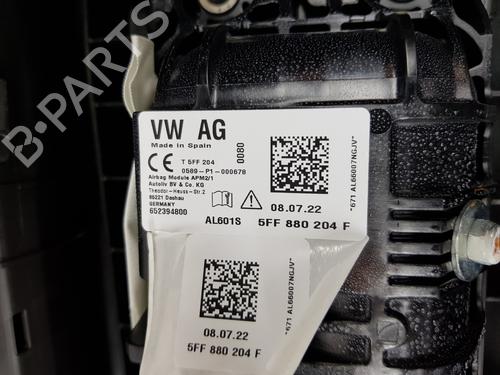 B-PARTS
VW AG
Made in Spain
0080
T 5FF 204
0589-P1-000678
Airbag Module APM2/1
Autoliv BV & Co. KG
Theodor-Heuss-Str.2
85221 Dachau
GERMANY
652394800
AL601S
08.07.22
5FF 880 204 F
*671 AL66007NGJV*
08.07.22
5FF 880 204 F
*671 AL66007NGJV*